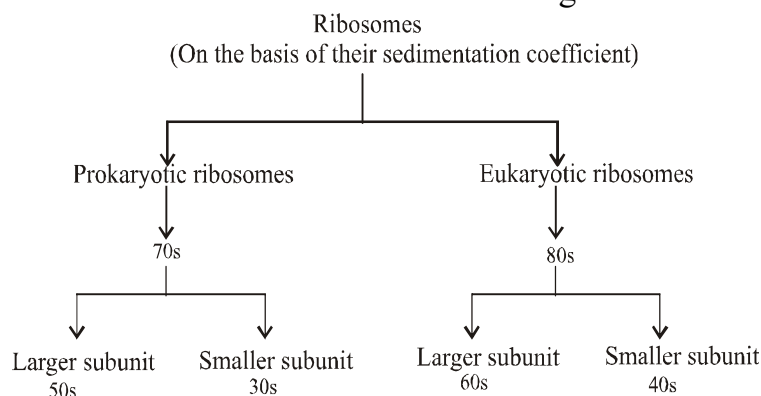 Ribosomes
(On the basis of their sedimentation coefficient)
Prokaryotic ribosomes
Eukaryotic ribosomes
70s
80s
Larger subunit
50s
Smaller subunit
30s
Larger subunit
60s
Smaller subunit
40s